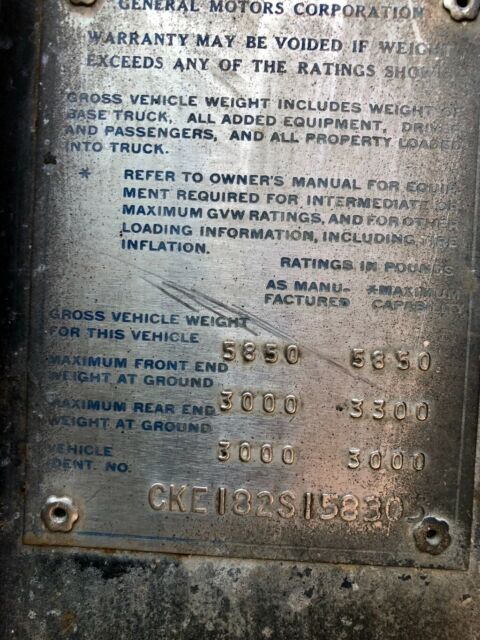 GENERAL MOTORS CORPORATION
WARRANTY MAY BE VOIDED IF WEIGHT
EXCEEDS ANY OF THE RATINGS SHOWN
GROSS VEHICLE WEIGHT INCLUDES WEIGHT OF
BASE TRUCK, ALL ADDED EQUIPMENT, DRIVER
AND PASSENGERS, AND ALL PROPERTY LOADED
INTO TRUCK.
* REFER TO OWNER'S MANUAL FOR EQUIP-
MENT REQUIRED FOR INTERMEDIATE OR
MAXIMUM GVW RATINGS, AND FOR OTHER
LOADING INFORMATION, INCLUDING TIRE
INFLATION.
RATINGS IN POUNDS
AS MANU- *MAXIMUM
FACTURED CAPACITY
GROSS VEHICLE WEIGHT
FOR THIS VEHICLE 5850 5850
MAXIMUM FRONT END
WEIGHT AT GROUND 3000 3300
MAXIMUM REAR END
WEIGHT AT GROUND 3000 3000
VEHICLE
IDENT. NO. CKE182S15830